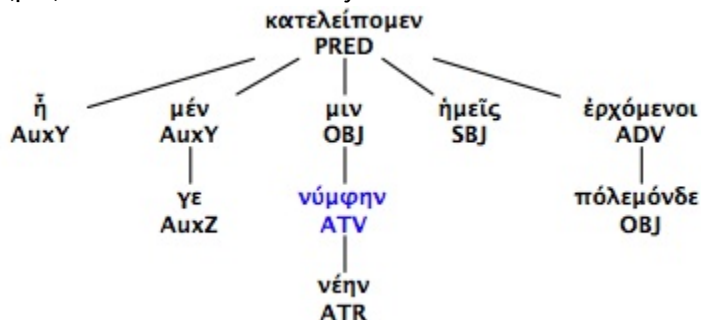 κατελείπομεν
PRED
ἦ μέν μιν ἡμεῖς ἐρχόμενοι
AuxY AuxY OBJ SBJ ADV
γε νύμφην πόλεμόνδε
AuxZ ATV OBJ
νέην
ATR